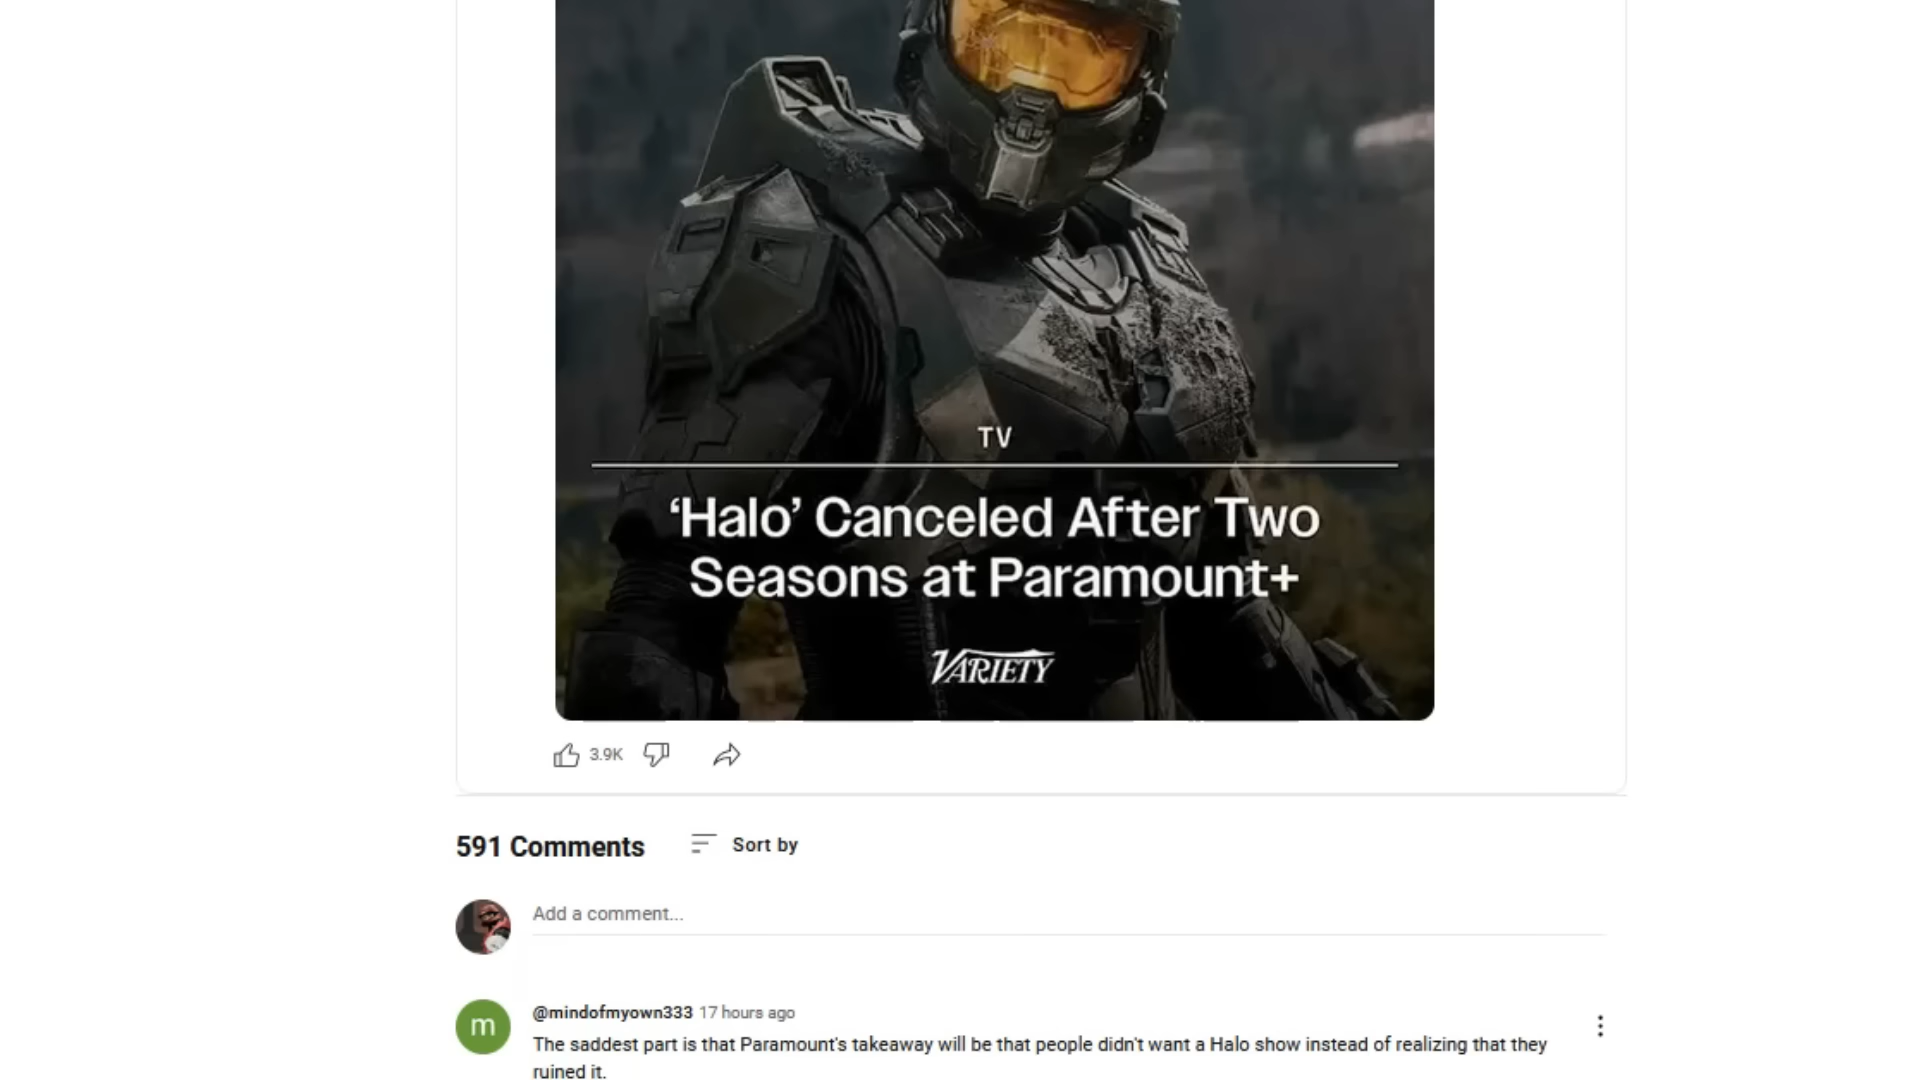 TV
‘Halo’ Canceled After Two
Seasons at Paramount+
VARIETY
3.9K
591 Comments
Sort by
Add a comment...
m
@mindofmyown333 17 hours ago
The saddest part is that Paramount's takeaway will be that people didn't want a Halo show instead of realizing that they
ruined it.